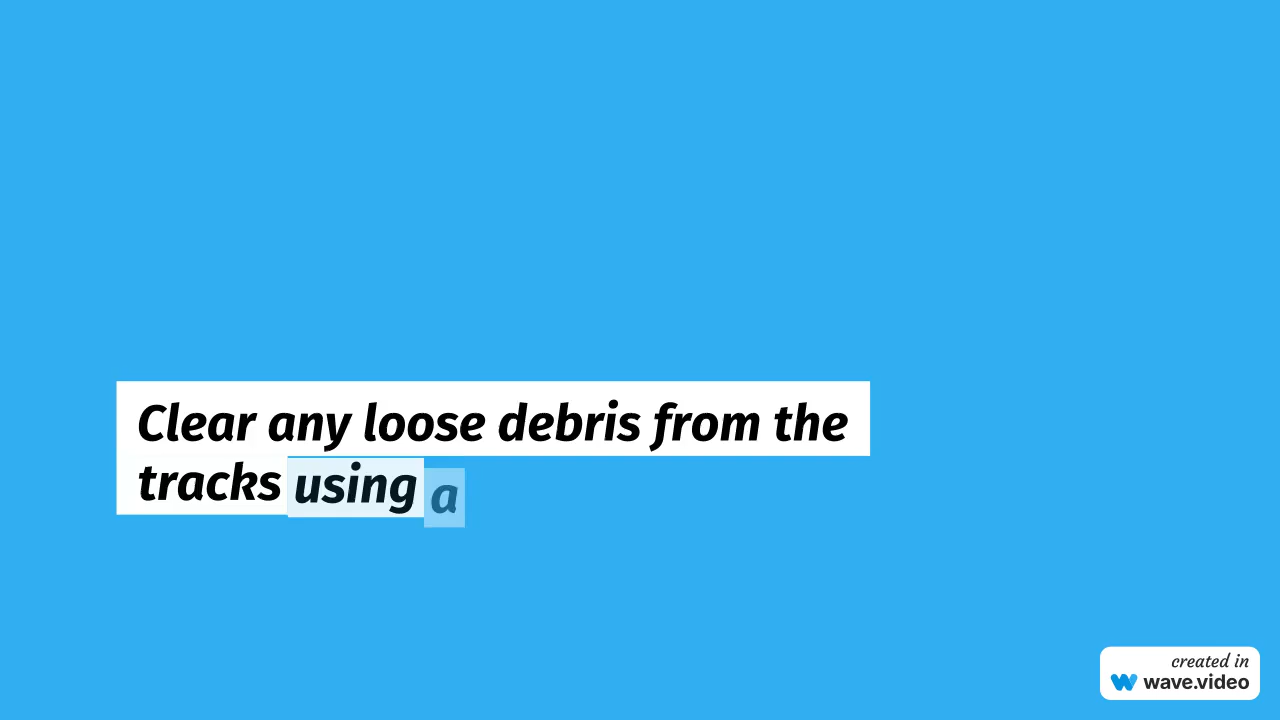 Clear any loose debris from the
tracks using a
created in
wave.video